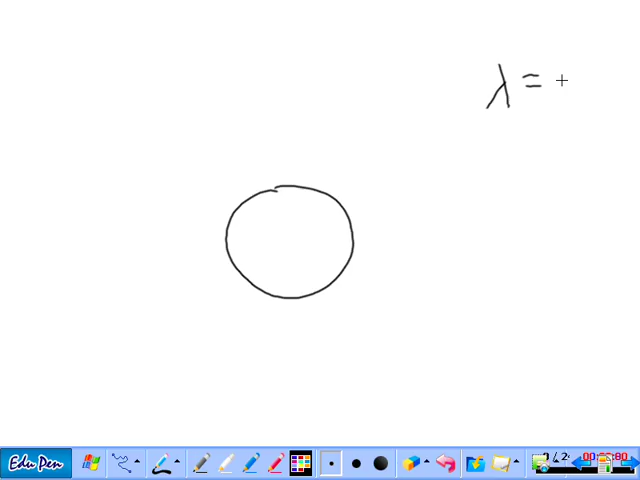 λ =
Edu Pen